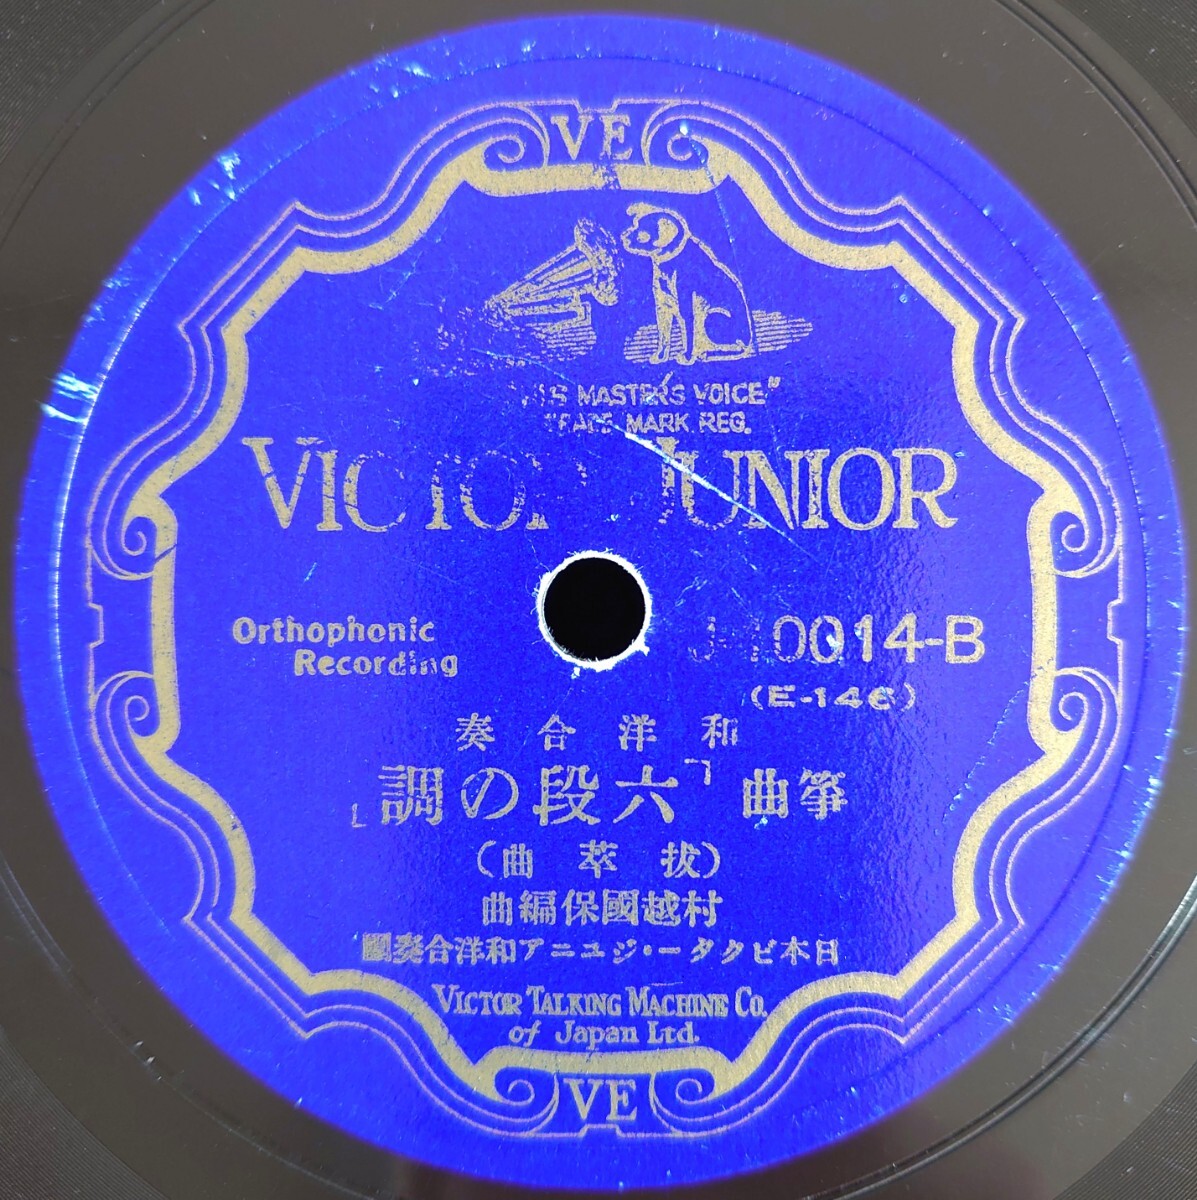 VE
"HIS MASTER'S VOICE"
TRADE MARK REG.
VICTOR JUNIOR
Orthophonic
Recording
J-10014-B
(E-146)
和洋合奏
箏曲「六段の調」
(抜萃曲)
村越國保編曲
日本ビクター・ジユニア和洋合奏團
VICTOR TALKING MACHINE CO.
of Japan Ltd.
VE